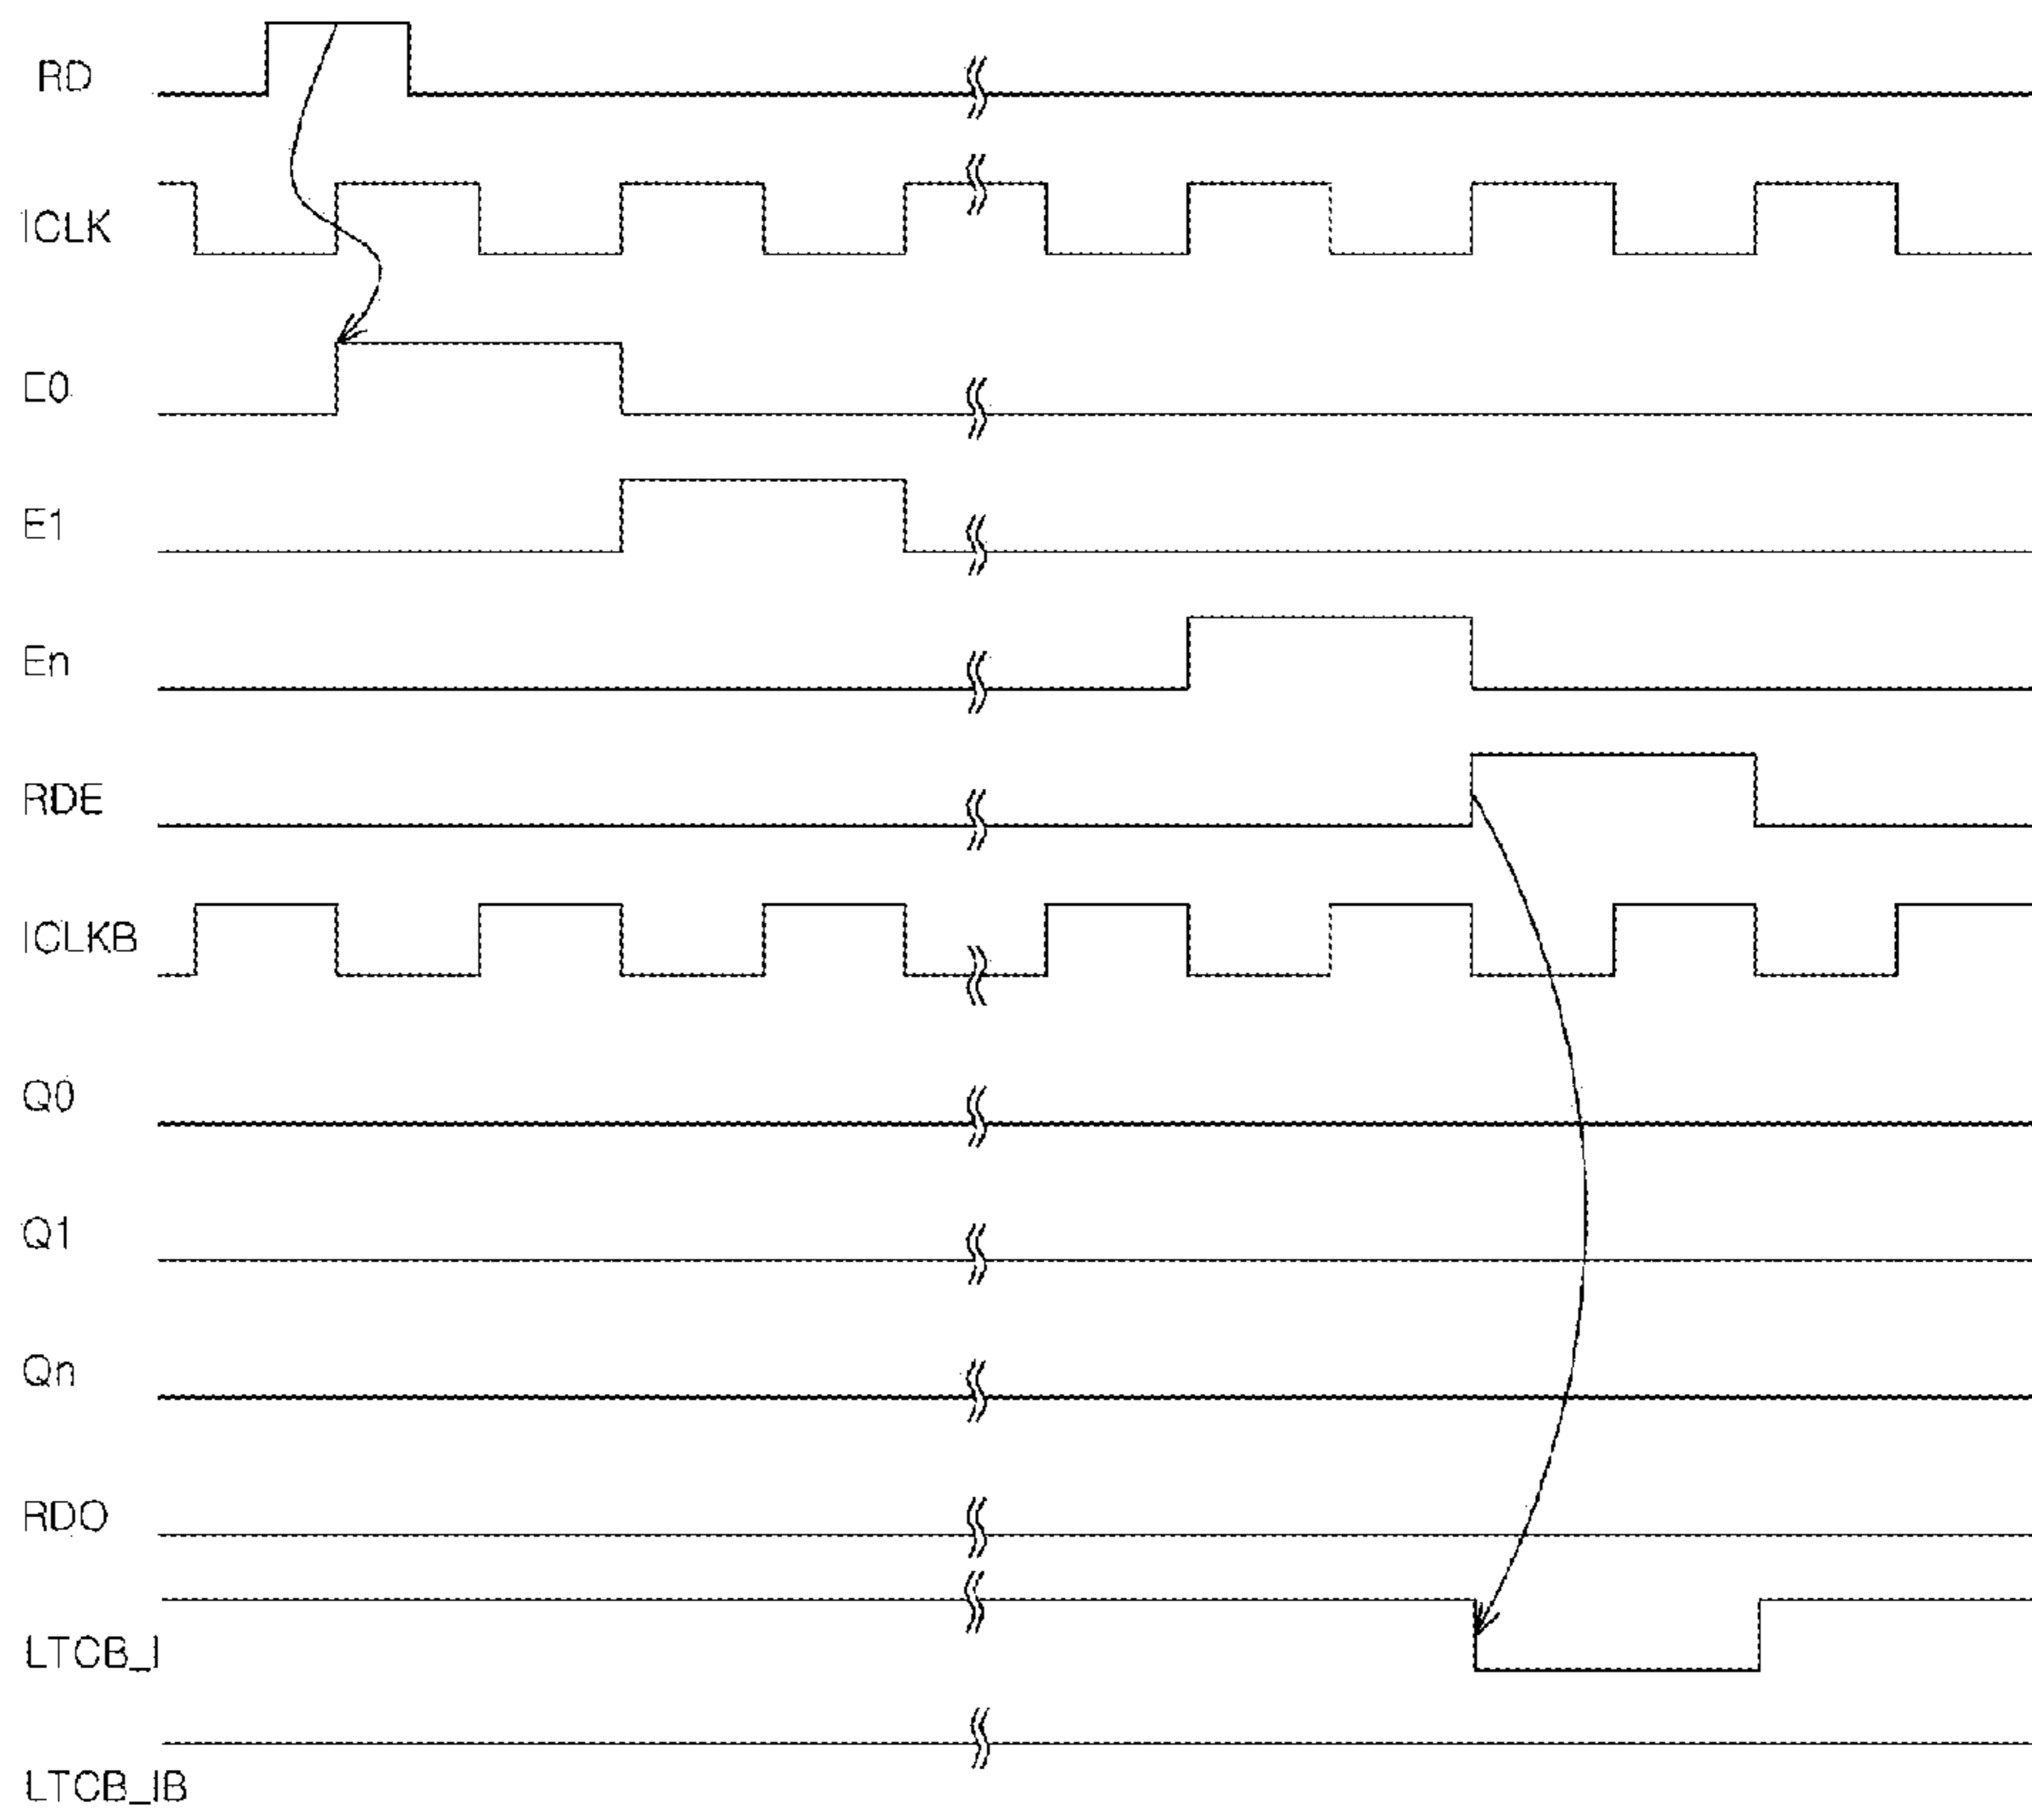 RD
ICLK
E0
E1
En
RDE
ICLKB
Q0
Q1
Qn
RDO
LTCB_I
LTCB_IB